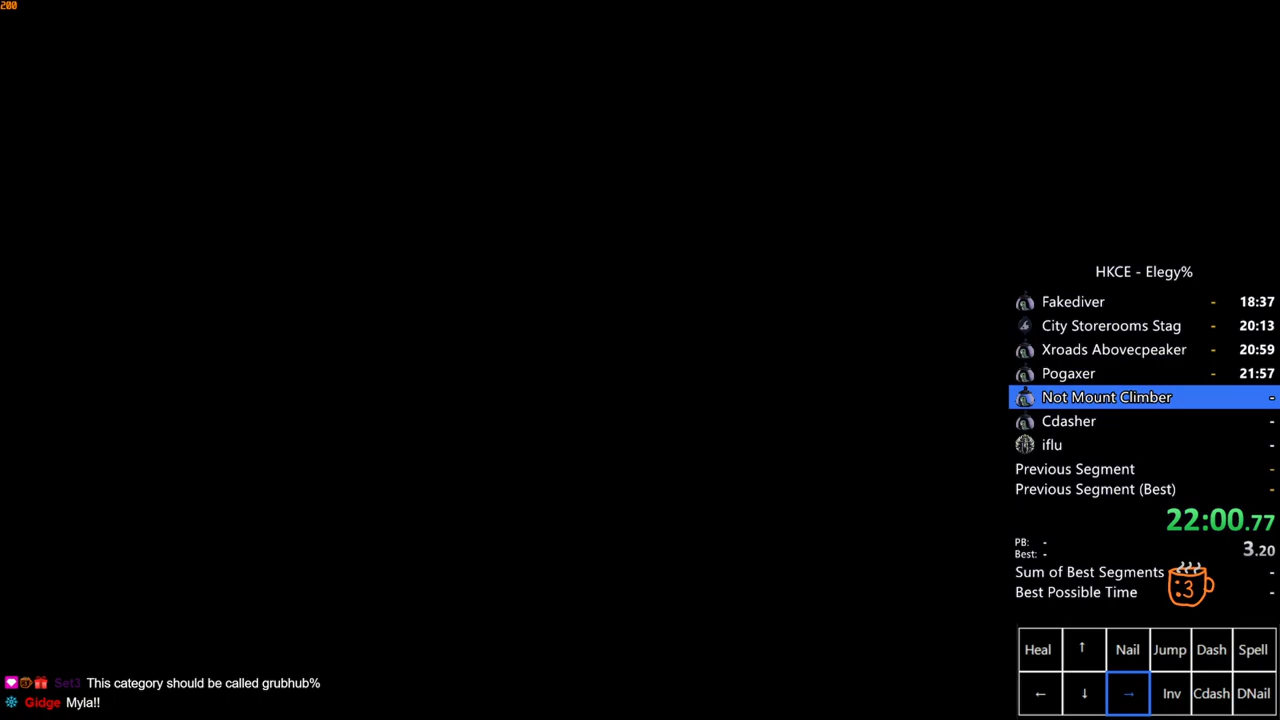 200
HKCE - Elegy%
Fakediver - 18:37
City Storerooms Stag - 20:13
Xroads Abovecpeaker - 20:59
Pogaxer - 21:57
Not Mount Climber -
Cdasher -
iflu -
Previous Segment -
Previous Segment (Best) -
22:00.77
PB: -
Best: -
3.20
Sum of Best Segments -
Best Possible Time -
:3
Heal ↑ Nail Jump Dash Spell
← ↓ → Inv Cdash DNail
Set3 This category should be called grubhub%
Gidge Myla!!